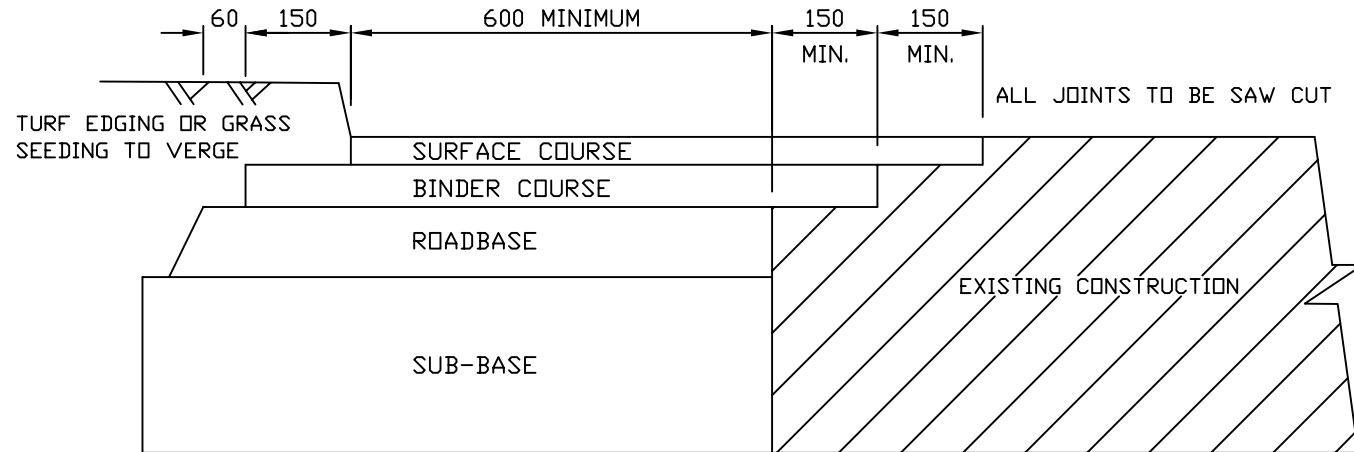 60
150
600 MINIMUM
150
MIN.
150
MIN.
ALL JOINTS TO BE SAW CUT
TURF EDGING OR GRASS
SEEDING TO VERGE
SURFACE COURSE
BINDER COURSE
ROADBASE
EXISTING CONSTRUCTION
SUB-BASE